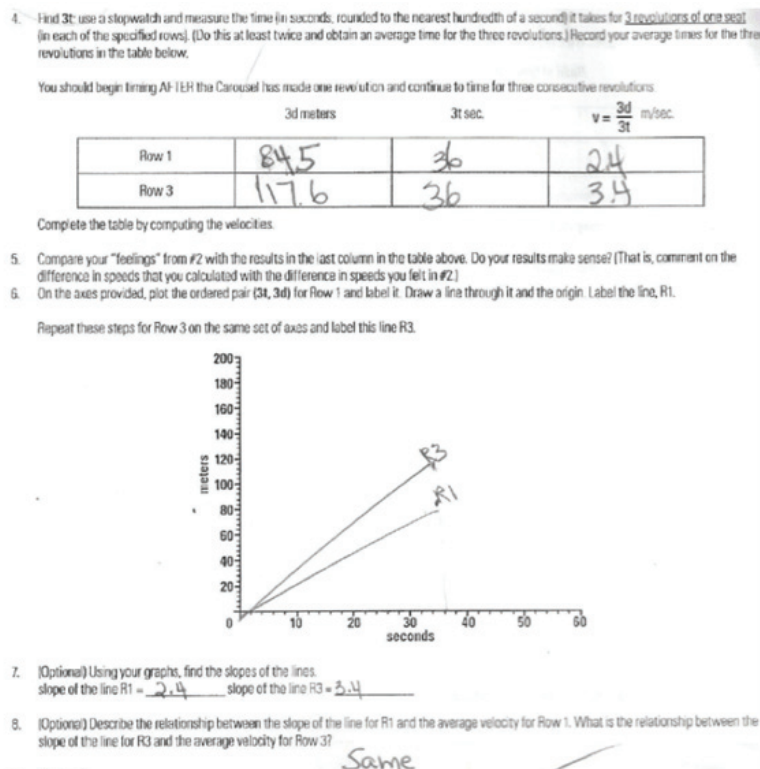 4. Find 3t: use a stopwatch and measure the time (in seconds, rounded to the nearest hundredth of a second) it takes for 3 revolutions of one seat
(in each of the specified rows). (Do this at least twice and obtain an average time for the three revolutions.) Record your average times for the three
revolutions in the table below.
You should begin timing AFTER the Carousel has made one revolution and continue to time for three consecutive revolutions.
3d meters 3t sec. v = 3d/3t m/sec.
Row 1 84.5 36 2.4
Row 3 117.6 36 3.4
Complete the table by computing the velocities.
5. Compare your "feelings" from #2 with the results in the last column in the table above. Do your results make sense? (That is, comment on the
difference in speeds that you calculated with the difference in speeds you felt in #2.)
6. On the axes provided, plot the ordered pair (3t, 3d) for Row 1 and label it. Draw a line through it and the origin. Label the line, R1.
Repeat these steps for Row 3 on the same set of axes and label this line R3.
200
180
160
140
120
100
80
60
40
20
meters
R3
R1
0 10 20 30 40 50 60
seconds
7. (Optional) Using your graphs, find the slopes of the lines.
slope of the line R1 = 2.4 slope of the line R3 = 3.4
8. (Optional) Describe the relationship between the slope of the line for R1 and the average velocity for Row 1. What is the relationship between the
slope of the line for R3 and the average velocity for Row 3?
Same